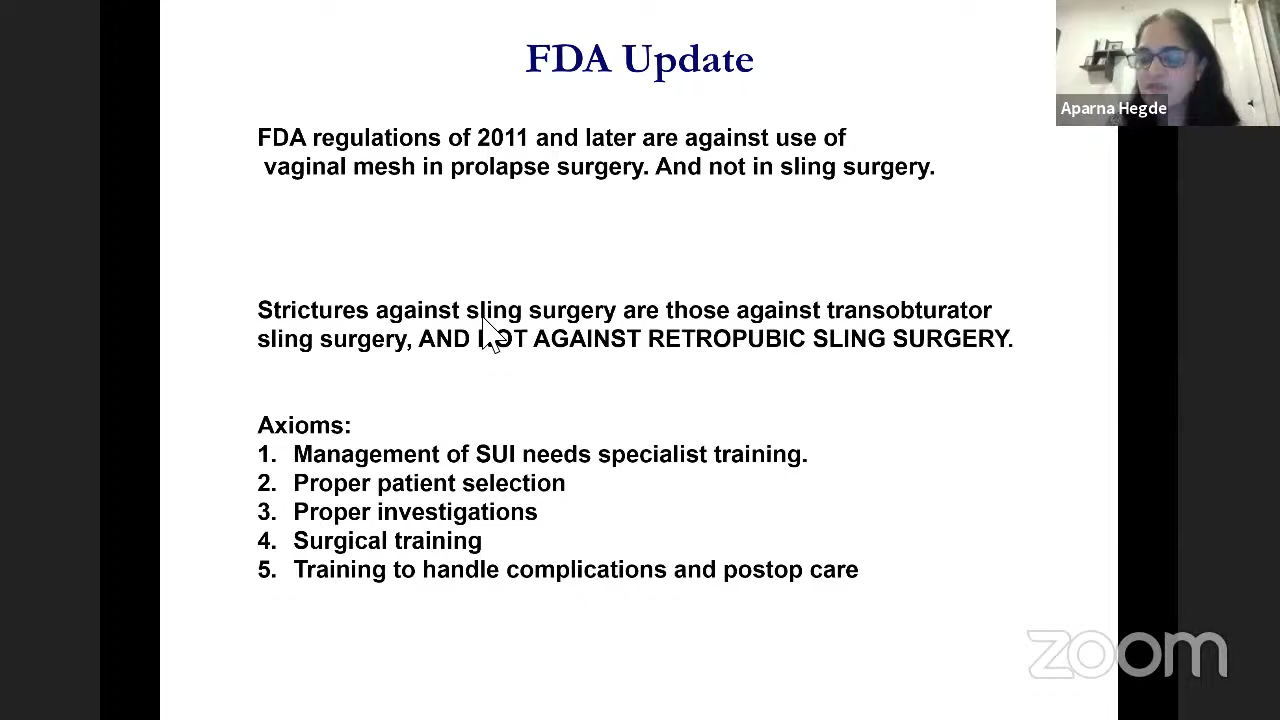 FDA Update
Aparna Hegde
FDA regulations of 2011 and later are against use of
vaginal mesh in prolapse surgery. And not in sling surgery.
Strictures against sling surgery are those against transobturator
sling surgery, AND NOT AGAINST RETROPUBIC SLING SURGERY.
Axioms:
1. Management of SUI needs specialist training.
2. Proper patient selection
3. Proper investigations
4. Surgical training
5. Training to handle complications and postop care
zoom